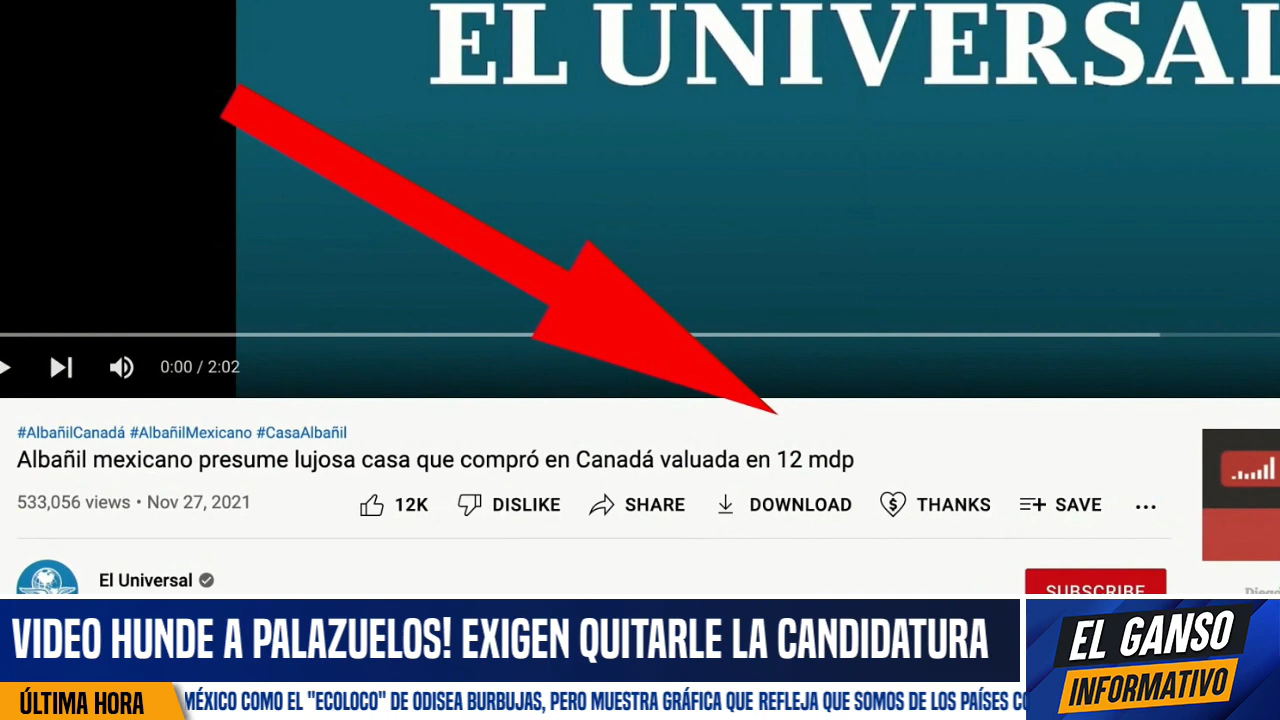 EL UNIVERSAL
0:00 / 2:02
#AlbañilCanadá #AlbañilMexicano #CasaAlbañil
Albañil mexicano presume lujosa casa que compró en Canadá valuada en 12 mdp
533,056 views • Nov 27, 2021
12K DISLIKE SHARE DOWNLOAD THANKS SAVE ...
El Universal
SUBSCRIBE
VIDEO HUNDE A PALAZUELOS! EXIGEN QUITARLE LA CANDIDATURA
EL GANSO
INFORMATIVO
ÚLTIMA HORA
MÉXICO COMO EL "ECOLOCO" DE ODISEA BURBUJAS, PERO MUESTRA GRÁFICA QUE REFLEJA QUE SOMOS DE LOS PAÍSES